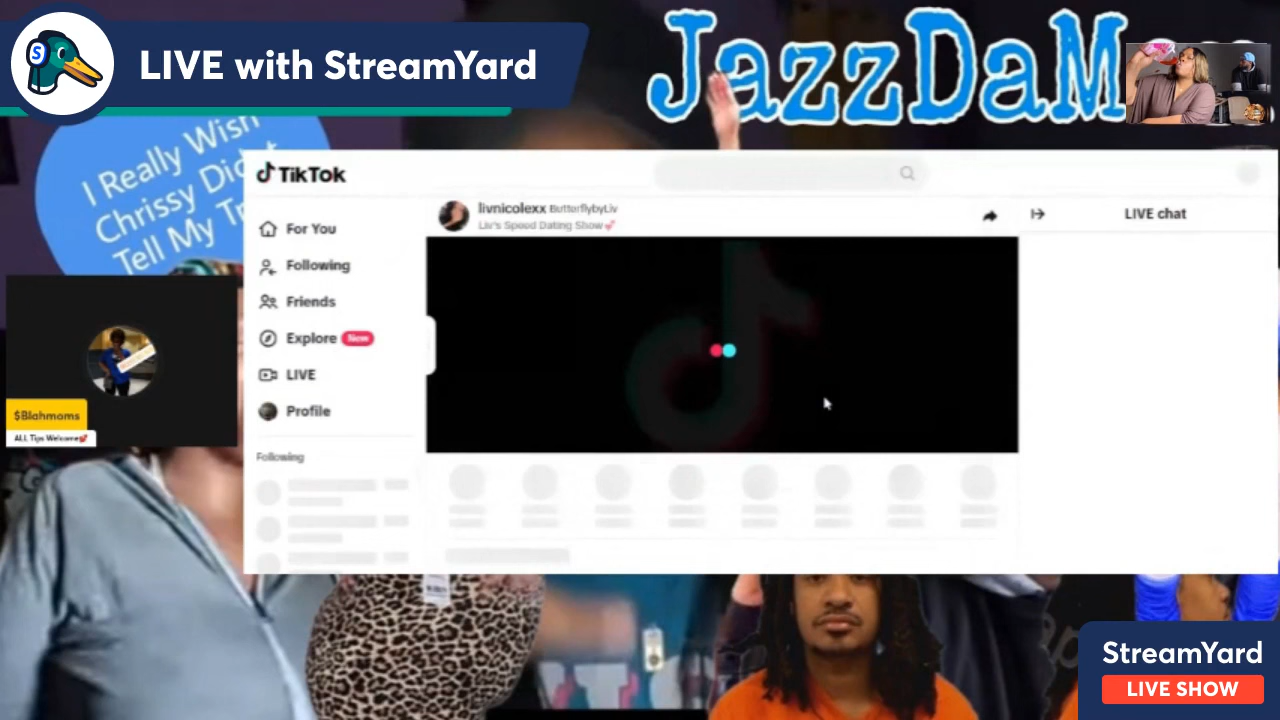 S
LIVE with StreamYard
JazzDaM
I Really Wish
Chrissy
Tell My
TikTok
livnicolexx ButterflybyLiv
Liv's Speed Dating Show
LIVE chat
For You
Following
Friends
Explore New
LIVE
Profile
Following
$Blahmoms
ALL Tips Welcome
StreamYard
LIVE SHOW